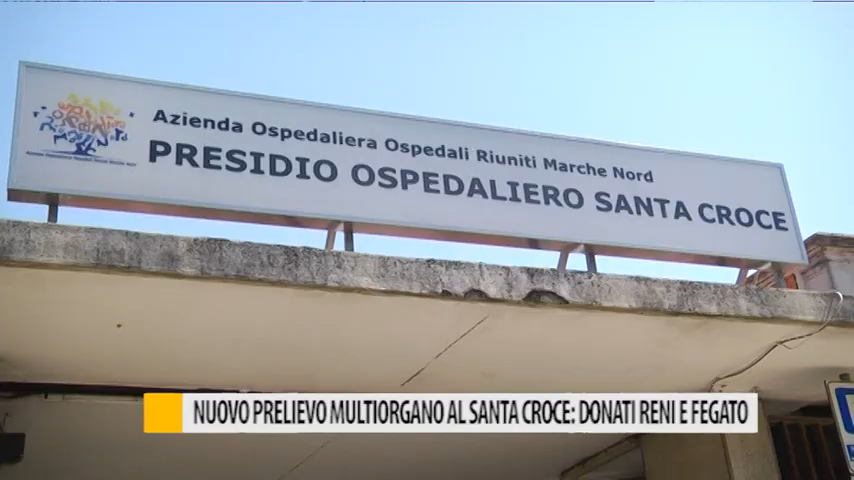 Azienda Ospedaliera Ospedali Riuniti Marche Nord
PRESIDIO OSPEDALIERO SANTA CROCE
NUOVO PRELIEVO MULTIORGANO AL SANTA CROCE: DONATI RENI E FEGATO